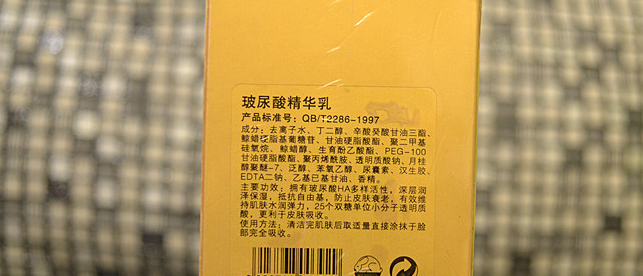 玻尿酸精华乳
产品标准号：QB/T2286-1997
成分：去离子水、丁二醇、辛酸癸酸甘油三酯、
鲸蜡硬脂基葡糖苷、甘油硬脂酸酯、聚二甲基
硅氧烷、鲸蜡醇、生育酚乙酸酯、PEG-100
甘油硬脂酸酯、聚丙烯酰胺、透明质酸钠、月桂
醇聚醚-7、泛醇、苯氧乙醇、尿囊素、汉生胶、
EDTA二钠、乙基已基甘油、香精。
主要功效：拥有玻尿酸HA多样活性，深层润
泽保湿，抵抗自由基，防止皮肤衰老，有效维
持肌肤水润弹力，25个双糖单位小分子透明质
酸，更利于皮肤吸收。
使用方法：清洁完肌肤后取适量直接涂抹于脸
部完全吸收。